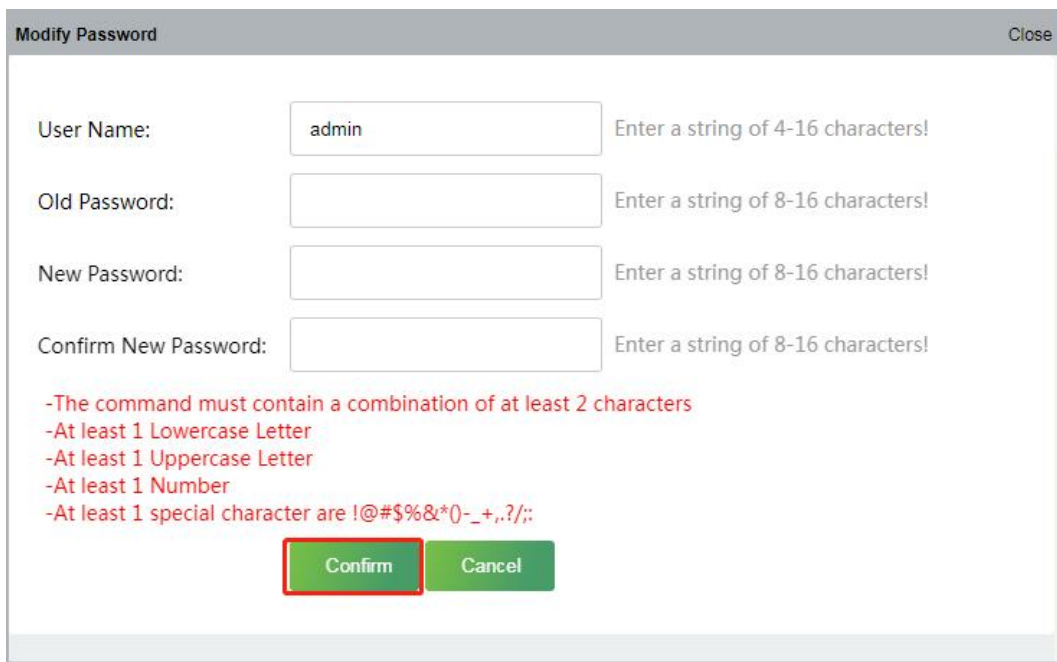 Modify Password Close
User Name: admin Enter a string of 4-16 characters!
Old Password: Enter a string of 8-16 characters!
New Password: Enter a string of 8-16 characters!
Confirm New Password: Enter a string of 8-16 characters!
-The command must contain a combination of at least 2 characters
-At least 1 Lowercase Letter
-At least 1 Uppercase Letter
-At least 1 Number
-At least 1 special character are !@#$%&*()-_+,.?/;:
Confirm Cancel